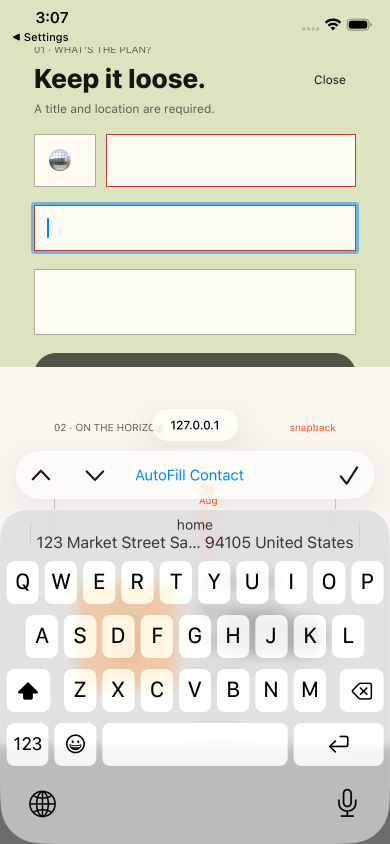 3:07
◀ Settings
01 · WHAT'S THE PLAN?
Keep it loose.
Close
A title and location are required.
02 · ON THE HORIZO
127.0.0.1
snapback
AutoFill Contact
Aug
home
123 Market Street Sa... 94105 United States
Q W E R T Y U I O P
A S D F G H J K L
Z X C V B N M
123